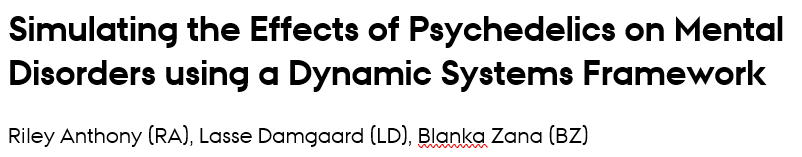 Simulating the Effects of Psychedelics on Mental
Disorders using a Dynamic Systems Framework
Riley Anthony (RA), Lasse Damgaard (LD), Blanka Zana (BZ)